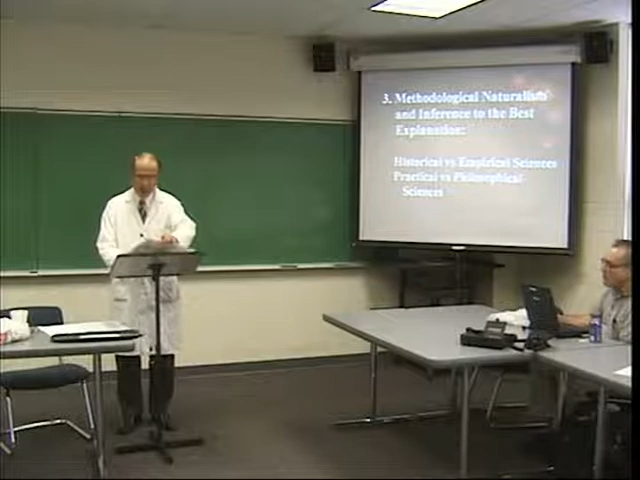 3. Methodological Naturalism
and Inference to the Best
Explanation:
Historical vs Empirical Sciences
Practical vs Philosophical
Sciences